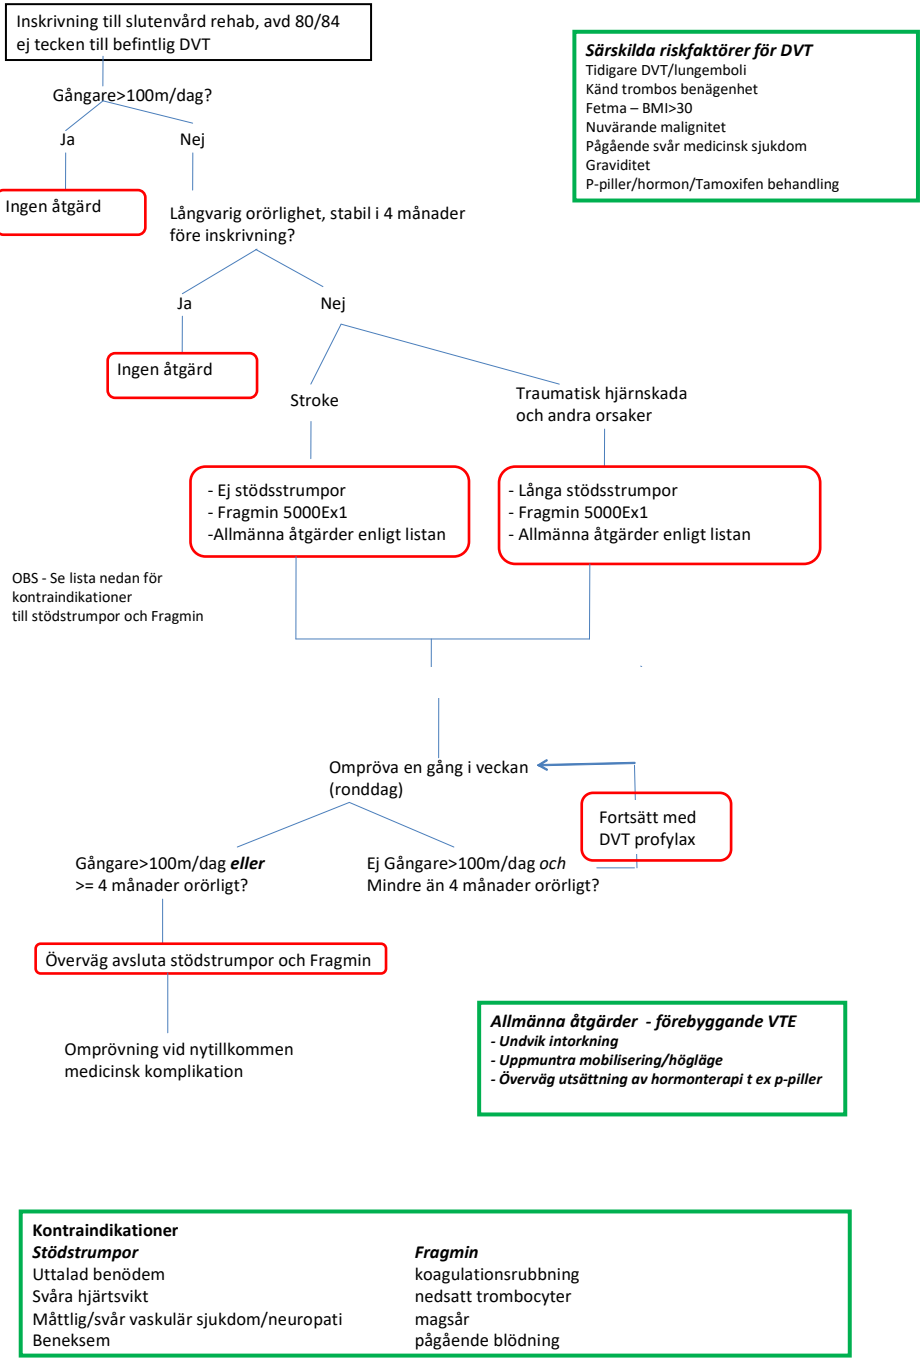 Inskrivning till slutenvård rehab, avd 80/84
ej tecken till befintlig DVT
Särskilda riskfaktörer för DVT
Tidigare DVT/lungemboli
Känd trombos benägenhet
Fetma – BMI>30
Nuvärande malignitet
Pågående svår medicinsk sjukdom
Graviditet
P-piller/hormon/Tamoxifen behandling
Gångare>100m/dag?
Ja
Nej
Ingen åtgärd
Långvarig orörlighet, stabil i 4 månader
före inskrivning?
Ja
Nej
Ingen åtgärd
Stroke
Traumatisk hjärnskada
och andra orsaker
- Ej stödsstrumpor
- Fragmin 5000Ex1
-Allmänna åtgärder enligt listan
- Långa stödsstrumpor
- Fragmin 5000Ex1
- Allmänna åtgärder enligt listan
OBS - Se lista nedan för
kontraindikationer
till stödstrumpor och Fragmin
Ompröva en gång i veckan
(ronddag)
Fortsätt med
DVT profylax
Gångare>100m/dag eller
>= 4 månader orörligt?
Ej Gångare>100m/dag och
Mindre än 4 månader orörligt?
Överväg avsluta stödstrumpor och Fragmin
Omprövning vid nytillkommen
medicinsk komplikation
Allmänna åtgärder - förebyggande VTE
- Undvik intorkning
- Uppmuntra mobilisering/högläge
- Överväg utsättning av hormonterapi t ex p-piller
Kontraindikationer
Stödstrumpor
Uttalad benödem
Svåra hjärtsvikt
Måttlig/svår vaskulär sjukdom/neuropati
Beneksem
Fragmin
koagulationsrubbning
nedsatt trombocyter
magsår
pågående blödning